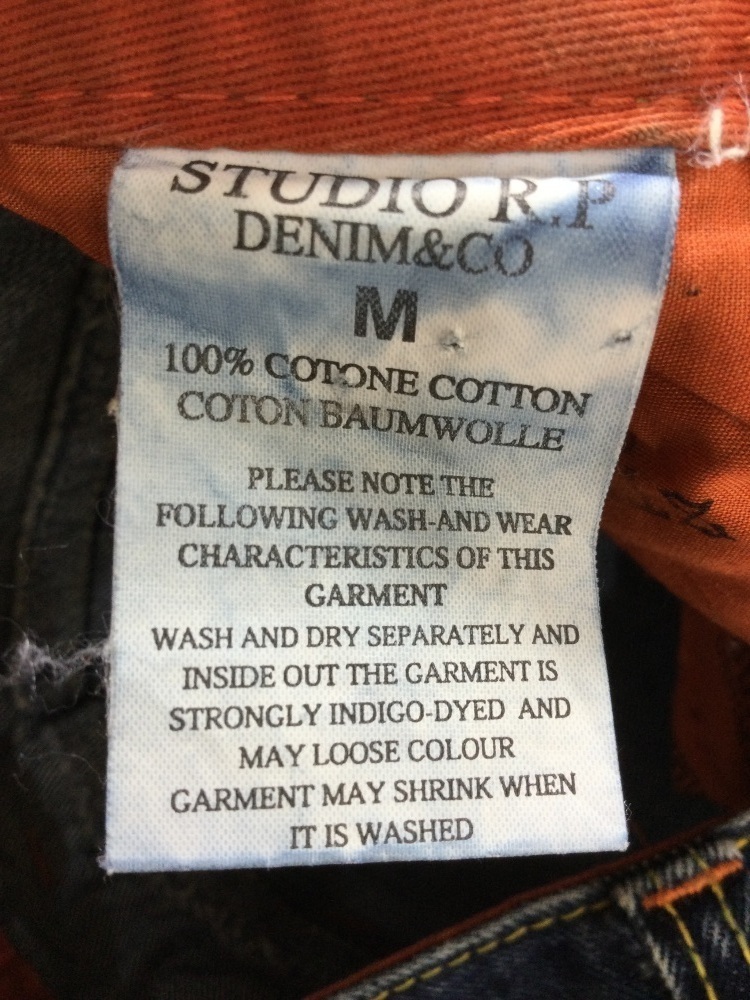 STUDIO R.P
DENIM&CO
M
100% COTONE COTTON
COTON BAUMWOLLE
PLEASE NOTE THE
FOLLOWING WASH-AND WEAR
CHARACTERISTICS OF THIS
GARMENT
WASH AND DRY SEPARATELY AND
INSIDE OUT THE GARMENT IS
STRONGLY INDIGO-DYED AND
MAY LOOSE COLOUR
GARMENT MAY SHRINK WHEN
IT IS WASHED